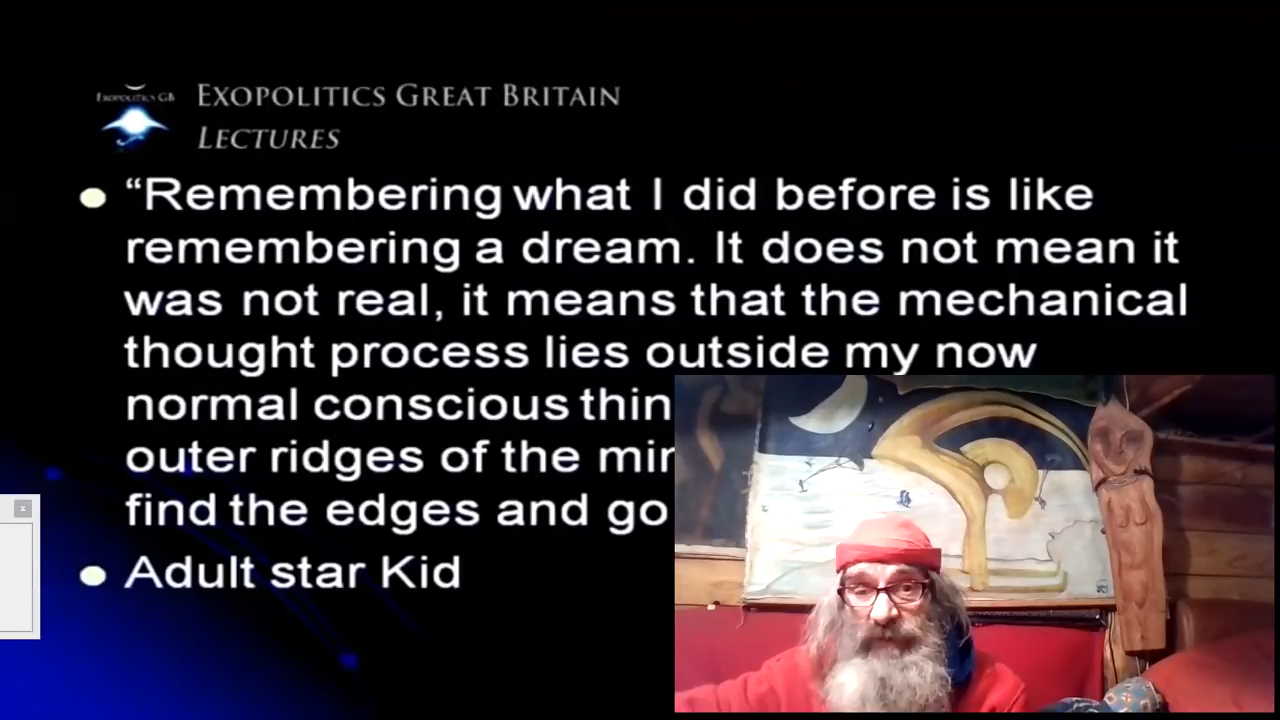 EXOPOLITICS GB
EXOPOLITICS GREAT BRITAIN
LECTURES
“Remembering what I did before is like
remembering a dream. It does not mean it
was not real, it means that the mechanical
thought process lies outside my now
normal conscious
outer ridges of the
find the edges and go
Adult star Kid